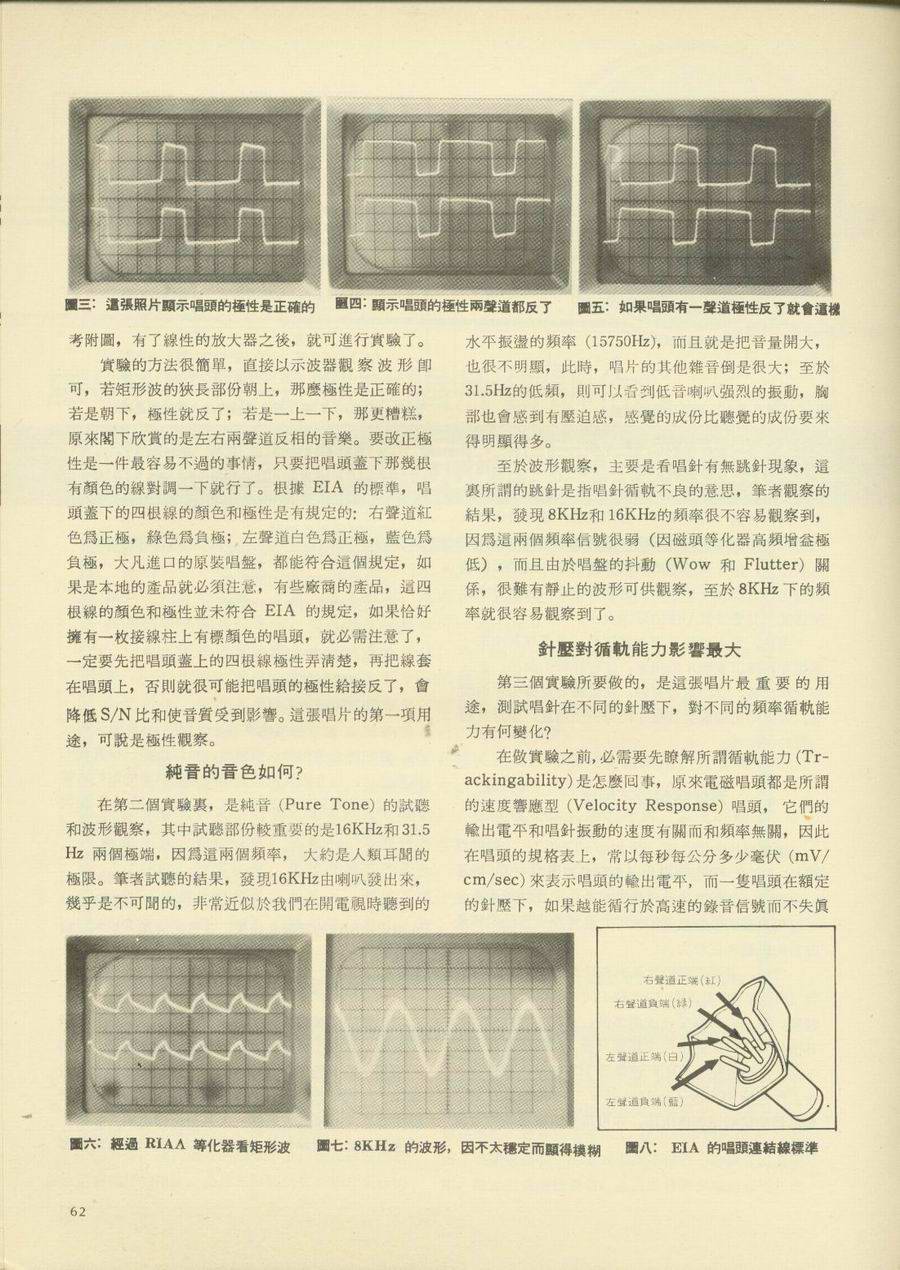 圖三：這張照片顯示唱頭的極性是正確的
圖四：顯示唱頭的極性兩聲道都反了
圖五：如果唱頭有一聲道極性反了就會這樣
考附圖，有了線性的放大器之後，就可進行實驗了。
實驗的方法很簡單，直接以示波器觀察波形卽
可，若矩形波的狹長部份朝上，那麼極性是正確的；
若是朝下，極性就反了；若是一上一下，那更糟糕，
原來閣下欣賞的是左右兩聲道反相的音樂。要改正極
性是一件最容易不過的事情，只要把唱頭蓋下那幾根
有顏色的線對調一下就行了。根據 EIA 的標準，唱
頭蓋下的四根線的顏色和極性是有規定的：右聲道紅
色爲正極，綠色爲負極；左聲道白色爲正極，藍色爲
負極，大凡進口的原裝唱盤，都能符合這個規定，如
果是本地的產品就必須注意，有些廠商的產品，這四
根線的顏色和極性並未符合 EIA 的規定，如果恰好
擁有一枚接線柱上有標顏色的唱頭，就必需注意了，
一定要先把唱頭蓋上的四根線極性弄清楚，再把線套
在唱頭上，否則就很可能把唱頭的極性給接反了，會
降低 S/N 比和使音質受到影響。這張唱片的第一項用
途，可說是極性觀察。
純音的音色如何？
在第二個實驗裏，是純音 (Pure Tone) 的試聽
和波形觀察，其中試聽部份較重要的是16KHz和 31.5
Hz 兩個極端，因爲這兩個頻率， 大約是人類耳聞的
極限。筆者試聽的結果，發現16KHz由喇叭發出來，
幾乎是不可聞的，非常近似於我們在開電視時聽到的
水平振盪的頻率 (15750Hz)，而且就是把音量開大，
也很不明顯，此時，唱片的其他雜音倒是很大；至於
31.5Hz的低頻，則可以看到低音喇叭強烈的振動，胸
部也會感到有壓迫感，感覺的成份比聽覺的成份要來
得明顯得多。
至於波形觀察，主要是看唱針有無跳針現象，這
裏所謂的跳針是指唱針循軌不良的意思，筆者觀察的
結果，發現 8KHz和 16KHz的頻率很不容易觀察到，
因爲這兩個頻率信號很弱（因磁頭等化器高頻增益極
低），而且由於唱盤的抖動 (Wow 和 Flutter) 關
係，很難有靜止的波形可供觀察，至於 8KHz 下的頻
率就很容易觀察到了。
針壓對循軌能力影響最大
第三個實驗所要做的，是這張唱片最重要的用
途，測試唱針在不同的針壓下，對不同的頻率循軌能
力有何變化？
在做實驗之前，必需要先瞭解所謂循軌能力 (Tr-
ackingability) 是怎麼回事，原來電磁唱頭都是所謂
的速度響應型 (Velocity Response) 唱頭， 它們的
輸出電平和唱針振動的速度有關而和頻率無關，因此
在唱頭的規格表上，常以每秒每公分多少毫伏 (mV/
cm/sec) 來表示唱頭的輸出電平，而一隻唱頭在額定
的針壓下，如果越能循行於高速的錄音信號而不失眞
右聲道正端（紅）
右聲道負端（綠）
左聲道正端（白）
左聲道負端（藍）
圖六：經過 RIAA 等化器看矩形波
圖七：8KHz 的波形，因不太穩定而顯得模糊
圖八： EIA 的唱頭連結線標準
62